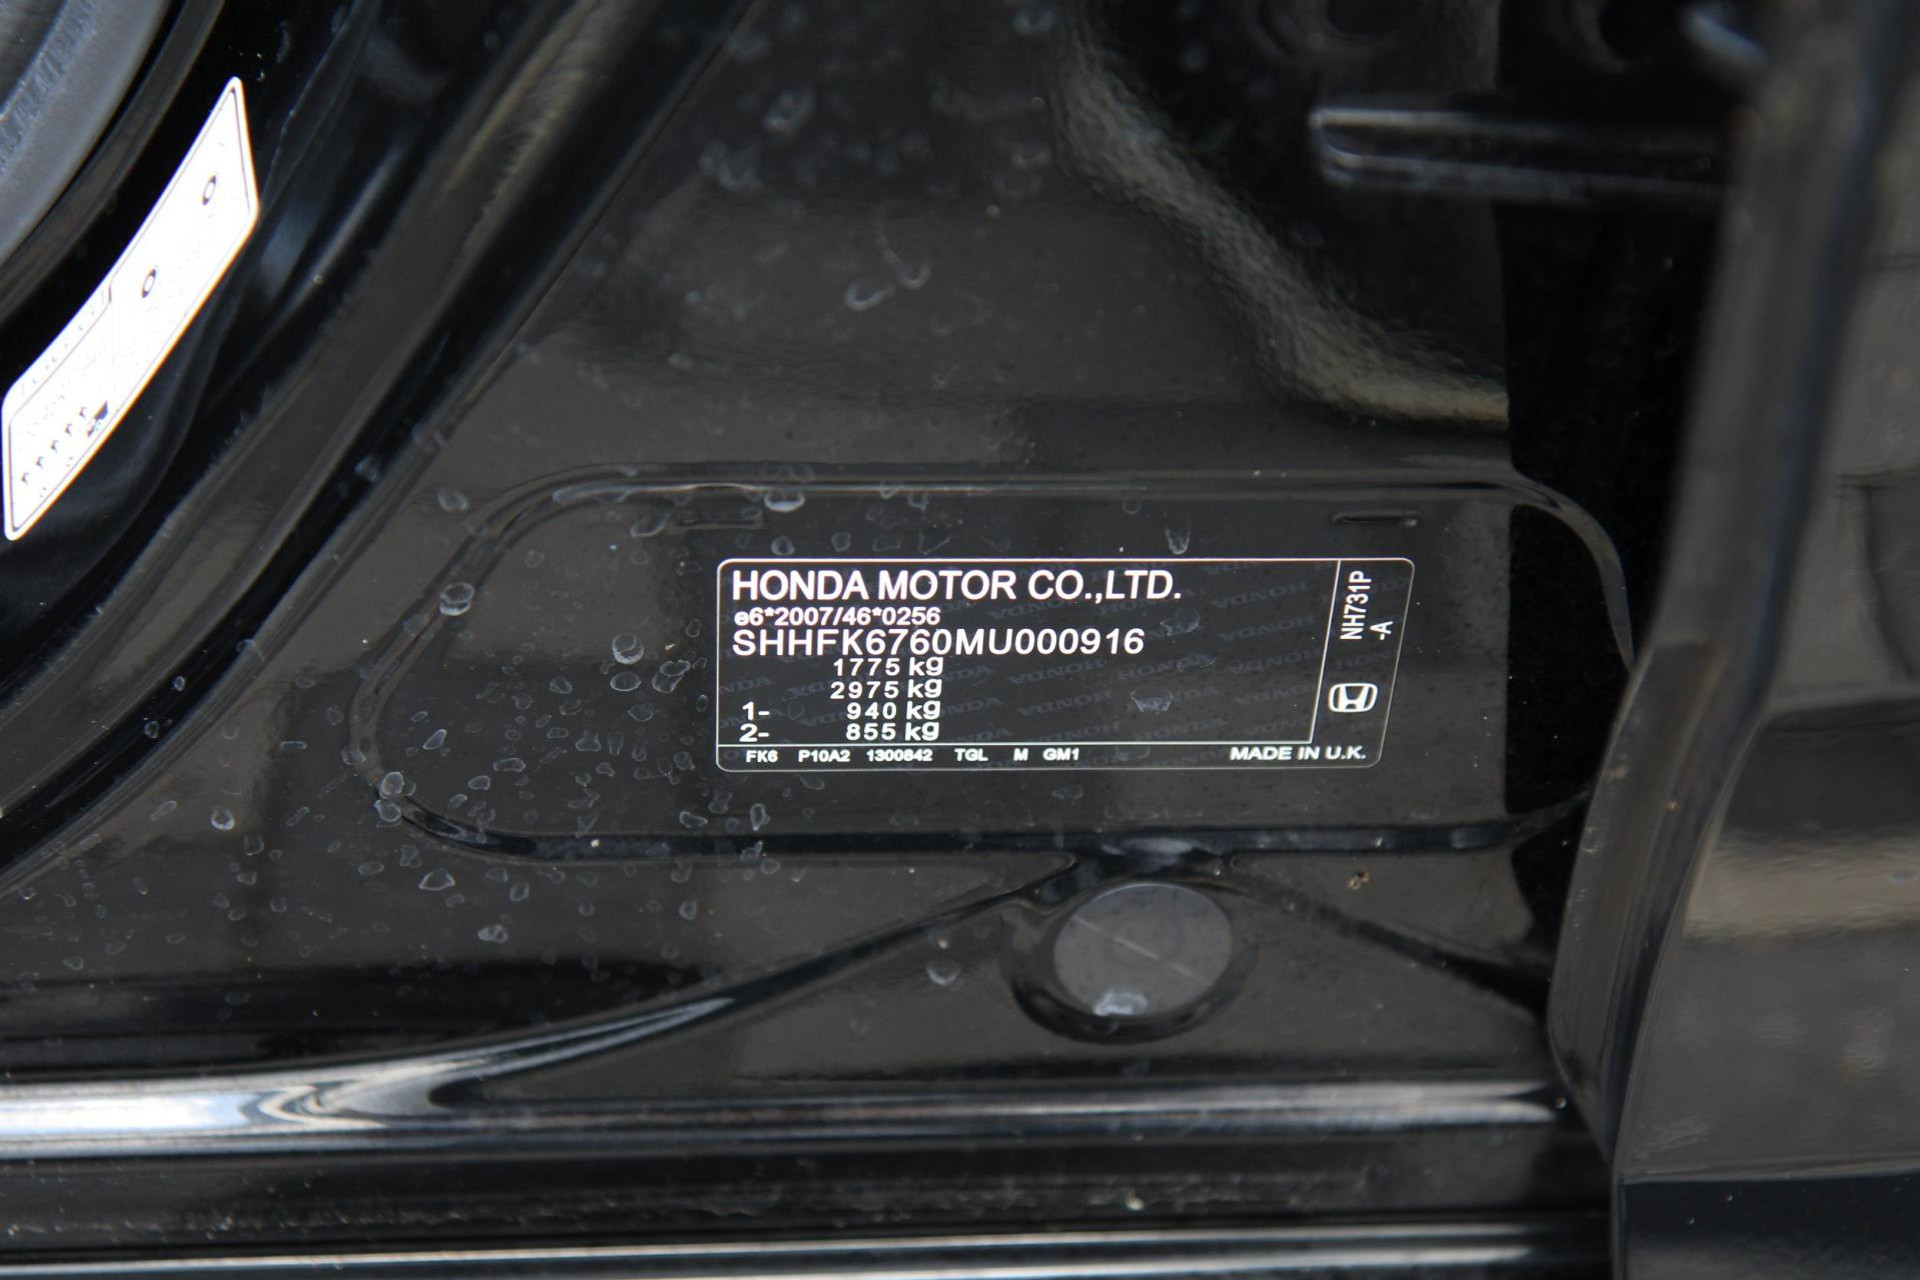 HONDA MOTOR CO.,LTD.
e6*2007/46*0256
SHHFK6760MU000916
1775 kg
2975 kg
1- 940 kg
2- 855 kg
FK6 P10A2 1300842 TGL M GM1 MADE IN U.K.
NH731P
-A